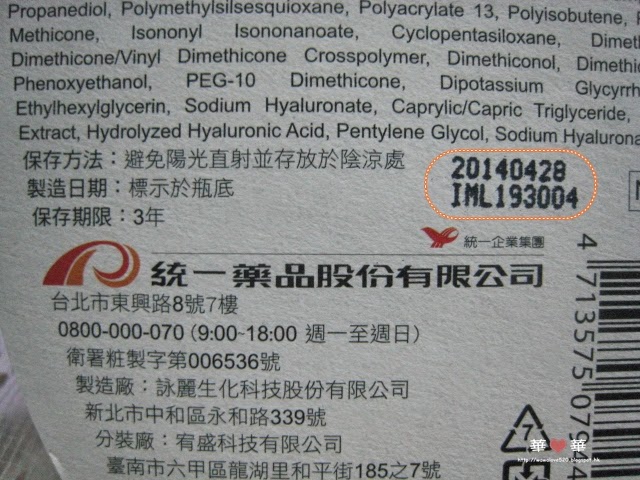 Propanediol, Polymethylsilsesquioxane, Polyacrylate 13, Polyisobutene,
Methicone, Isononyl Isononanoate, Cyclopentasiloxane,
Dimethicone/Vinyl Dimethicone Crosspolymer, Dimethiconol,
Phenoxyethanol, PEG-10 Dimethicone, Dipotassium
Ethylhexylglycerin, Sodium Hyaluronate, Caprylic/Capric Triglyceride,
Extract, Hydrolyzed Hyaluronic Acid, Pentylene Glycol, Sodium
保存方法：避免陽光直射並存放於陰涼處
製造日期：標示於瓶底
保存期限：3年
20140428
IML193004
統一企業集團
統一藥品股份有限公司
台北市東興路8號7樓
0800-000-070 (9:00~18:00 週一至週日)
衛署粧製字第006536號
製造廠：詠麗生化科技股份有限公司
新北市中和區永和路339號
分裝廠：宥盛科技有限公司
臺南市六甲區龍湖里和平街185之7號
4 713575 079
7
華♥華